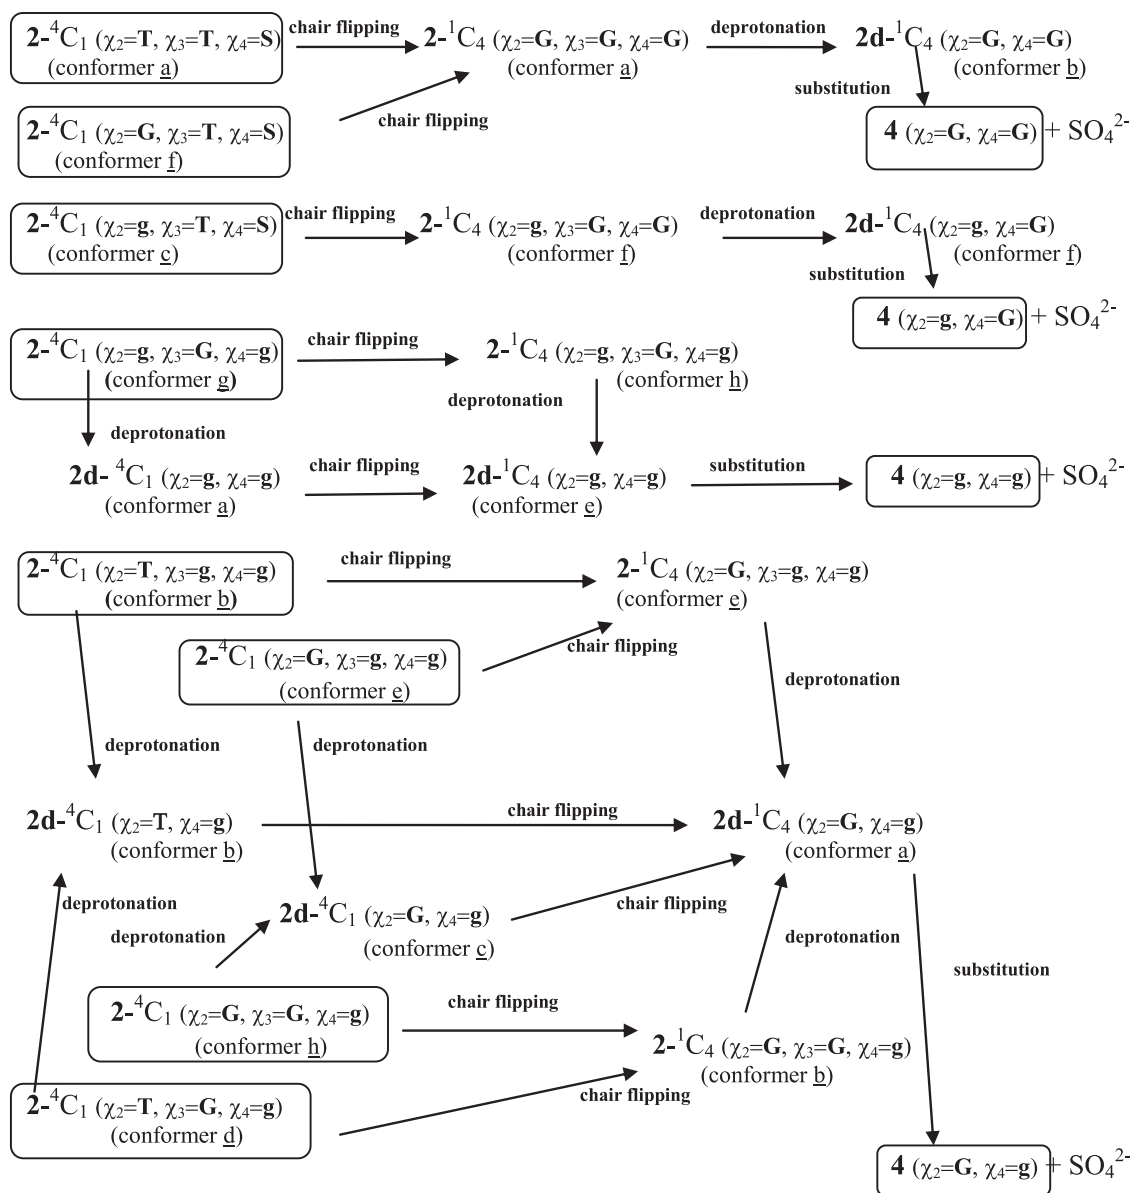 2-⁴C₁ (χ₂=T, χ₃=T, χ₄=S) chair flipping 2-¹C₄ (χ₂=G, χ₃=G, χ₄=G) deprotonation 2d-¹C₄ (χ₂=G, χ₄=G)
(conformer a) (conformer a) (conformer b)
substitution
chair flipping
2-⁴C₁ (χ₂=G, χ₃=T, χ₄=S) 4 (χ₂=G, χ₄=G) + SO₄²⁻
(conformer f)
2-⁴C₁ (χ₂=g, χ₃=T, χ₄=S) chair flipping 2-¹C₄ (χ₂=g, χ₃=G, χ₄=G) deprotonation 2d-¹C₄ (χ₂=g, χ₄=G)
(conformer c) (conformer f) (conformer f)
substitution
4 (χ₂=g, χ₄=G) + SO₄²⁻
2-⁴C₁ (χ₂=g, χ₃=G, χ₄=g) chair flipping 2-¹C₄ (χ₂=g, χ₃=G, χ₄=g)
(conformer g) (conformer h)
deprotonation deprotonation
2d- ⁴C₁ (χ₂=g, χ₄=g) chair flipping 2d-¹C₄ (χ₂=g, χ₄=g) substitution 4 (χ₂=g, χ₄=g) + SO₄²⁻
(conformer a) (conformer e)
2-⁴C₁ (χ₂=T, χ₃=g, χ₄=g) chair flipping 2-¹C₄ (χ₂=G, χ₃=g, χ₄=g)
(conformer b) (conformer e)
2-⁴C₁ (χ₂=G, χ₃=g, χ₄=g) chair flipping
(conformer e) deprotonation
deprotonation deprotonation
2d-⁴C₁ (χ₂=T, χ₄=g) chair flipping 2d-¹C₄ (χ₂=G, χ₄=g)
(conformer b) (conformer a)
deprotonation chair flipping
2d-⁴C₁ (χ₂=G, χ₄=g)
deprotonation deprotonation
(conformer c)
substitution
2-⁴C₁ (χ₂=G, χ₃=G, χ₄=g) chair flipping
(conformer h) 2-¹C₄ (χ₂=G, χ₃=G, χ₄=g)
(conformer b)
2-⁴C₁ (χ₂=T, χ₃=G, χ₄=g) chair flipping
(conformer d)
4 (χ₂=G, χ₄=g) + SO₄²⁻